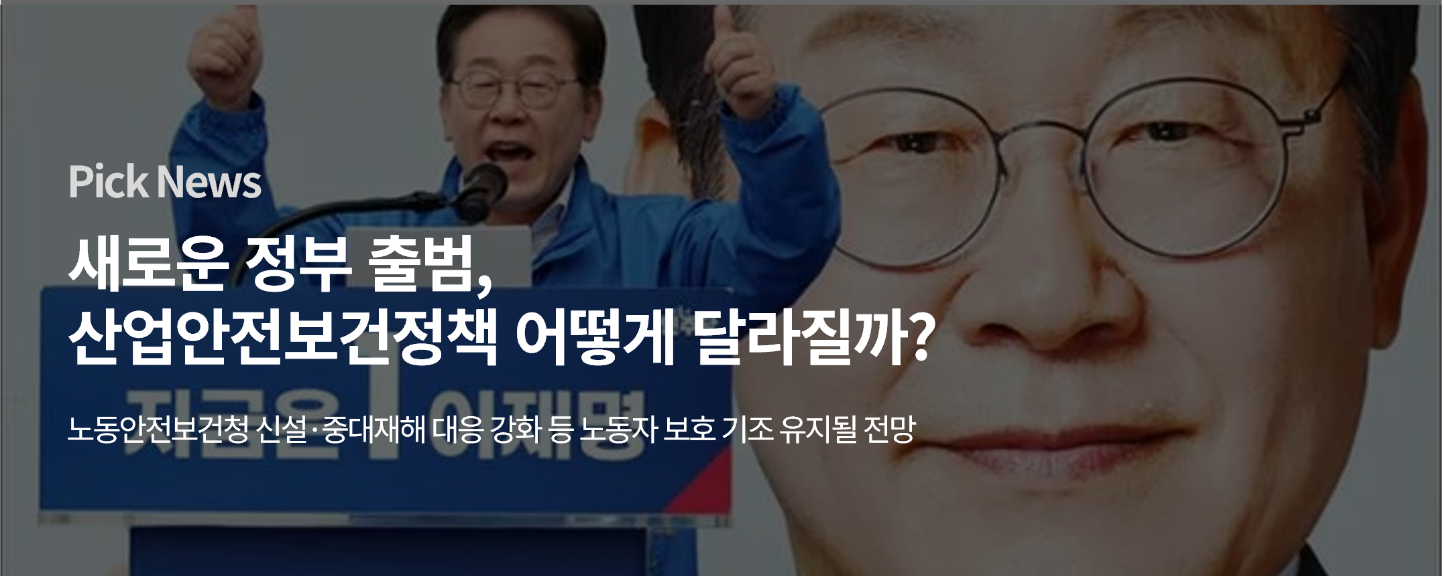 Pick News
새로운 정부 출범,
산업안전보건정책 어떻게 달라질까?
지금은 1 이재명
노동안전보건청 신설·중대재해 대응 강화 등 노동자 보호 기조 유지될 전망